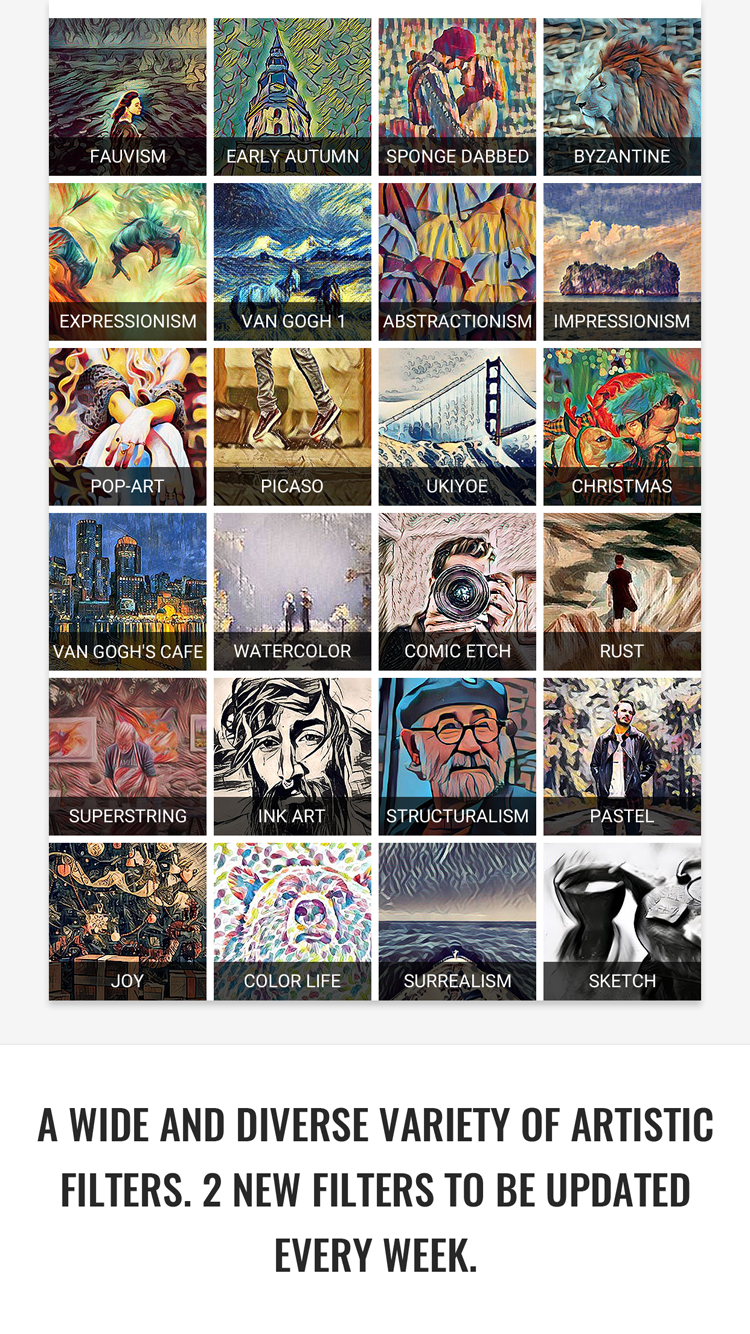 FAUVISM
EARLY AUTUMN
SPONGE DABBED
BYZANTINE
EXPRESSIONISM
VAN GOGH 1
ABSTRACTIONISM
IMPRESSIONISM
POP-ART
PICASO
UKIYOE
CHRISTMAS
VAN GOGH'S CAFE
WATERCOLOR
COMIC ETCH
RUST
SUPERSTRING
INK ART
STRUCTURALISM
PASTEL
JOY
COLOR LIFE
SURREALISM
SKETCH
A WIDE AND DIVERSE VARIETY OF ARTISTIC
FILTERS. 2 NEW FILTERS TO BE UPDATED
EVERY WEEK.